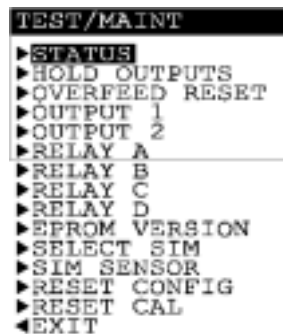 TEST/MAINT
▶STATUS
▶HOLD OUTPUTS
▶OVERFEED RESET
▶OUTPUT 1
▶OUTPUT 2
▶RELAY A
▶RELAY B
▶RELAY C
▶RELAY D
▶EPROM VERSION
▶SELECT SIM
▶SIM SENSOR
▶RESET CONFIG
▶RESET CAL
◀EXIT